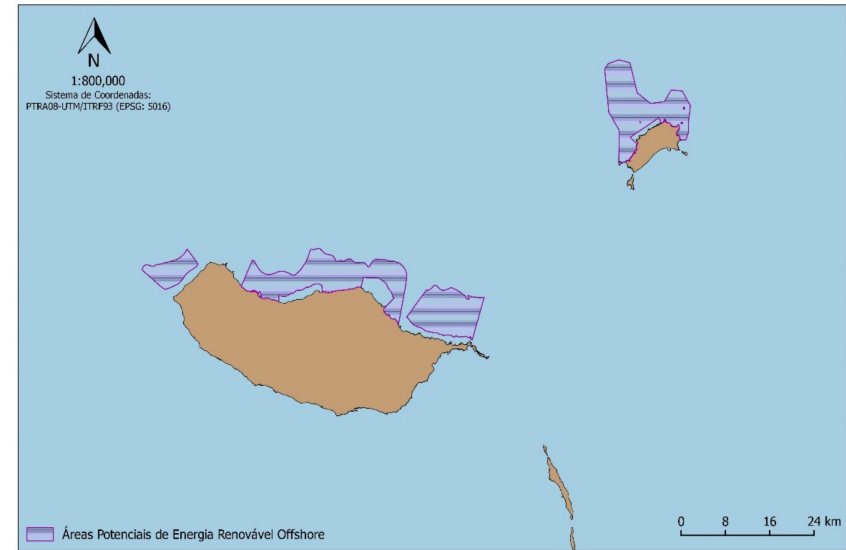 N
1:800,000
Sistema de Coordenadas:
PTRA08-UTM/ITRF93 (EPSG: 5016)
Áreas Potenciais de Energia Renovável Offshore
0 8 16 24 km